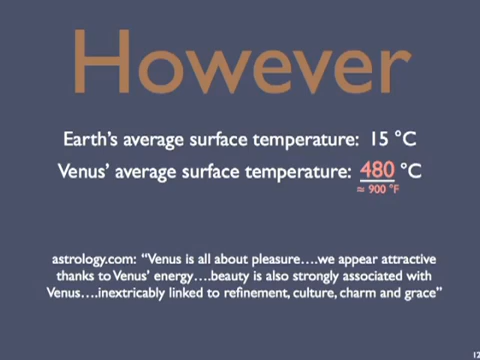 However
Earth's average surface temperature: 15 °C
Venus' average surface temperature: 480 °C
≈ 900 °F
astrology.com: “Venus is all about pleasure....we appear attractive
thanks to Venus' energy....beauty is also strongly associated with
Venus....inextricably linked to refinement, culture, charm and grace”
12